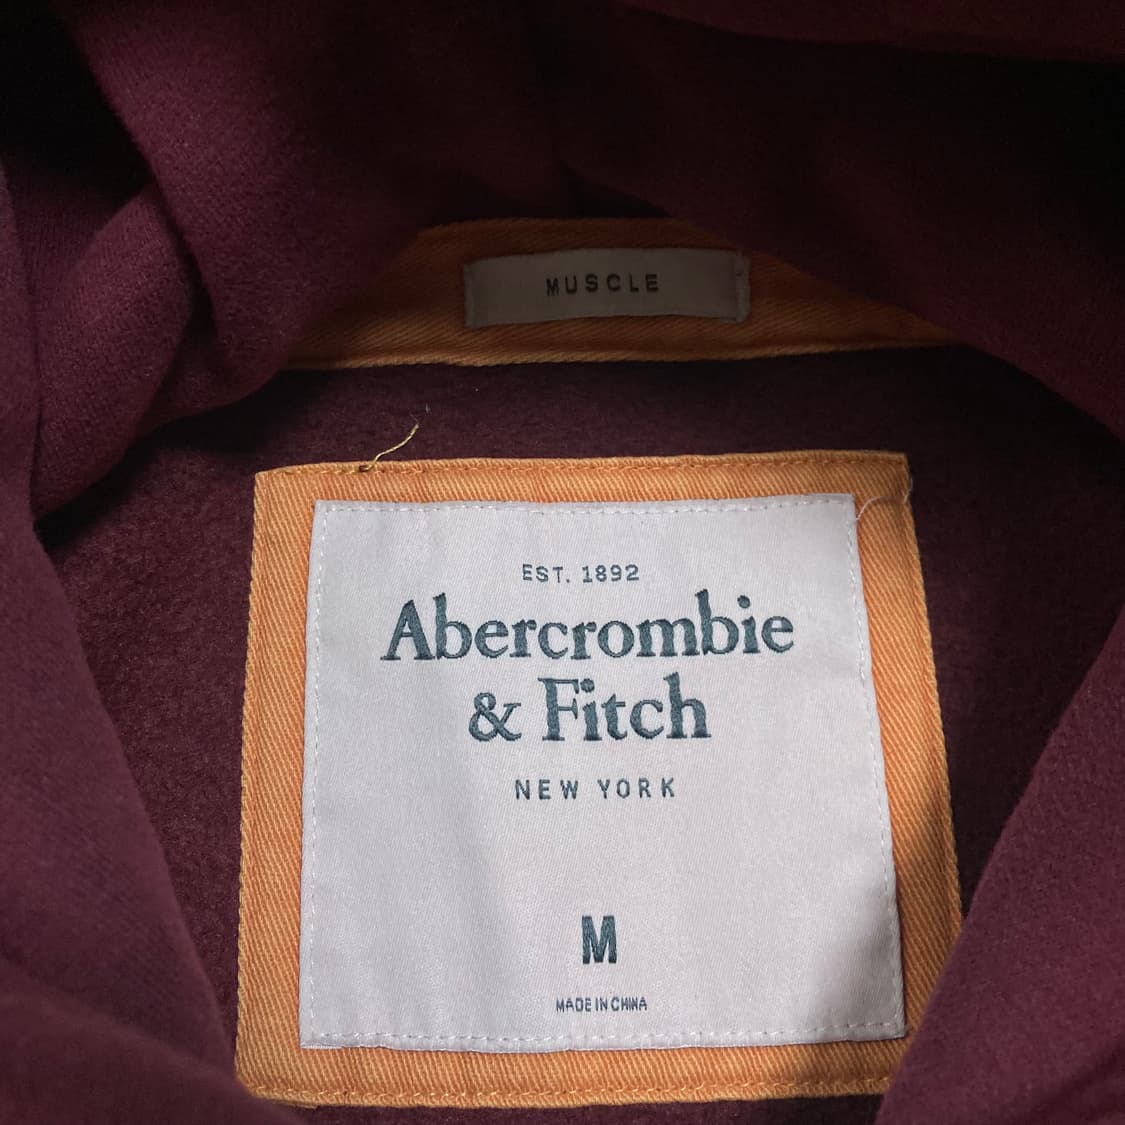 MUSCLE
EST. 1892
Abercrombie
& Fitch
NEW YORK
M
MADE IN CHINA